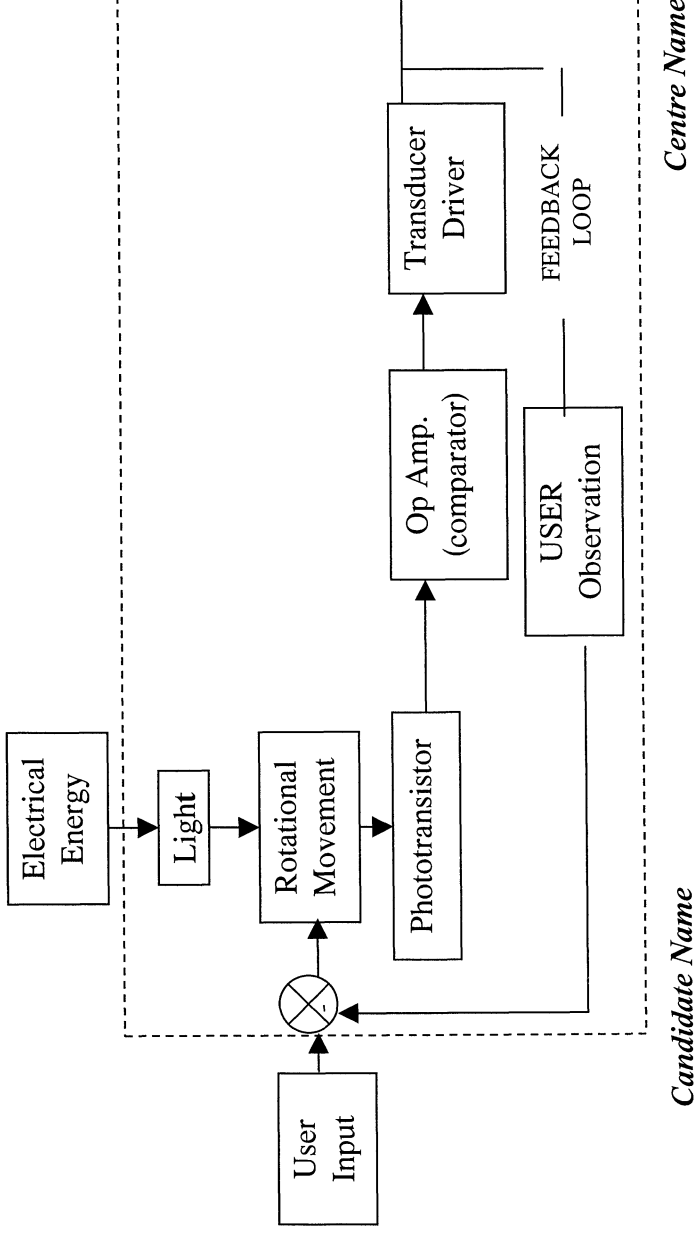 Electrical
Energy
Light
User
Input
Rotational
Movement
Phototransistor
Op Amp.
(comparator)
Transducer
Driver
USER
Observation
FEEDBACK
LOOP
-
Candidate Name
Centre Name